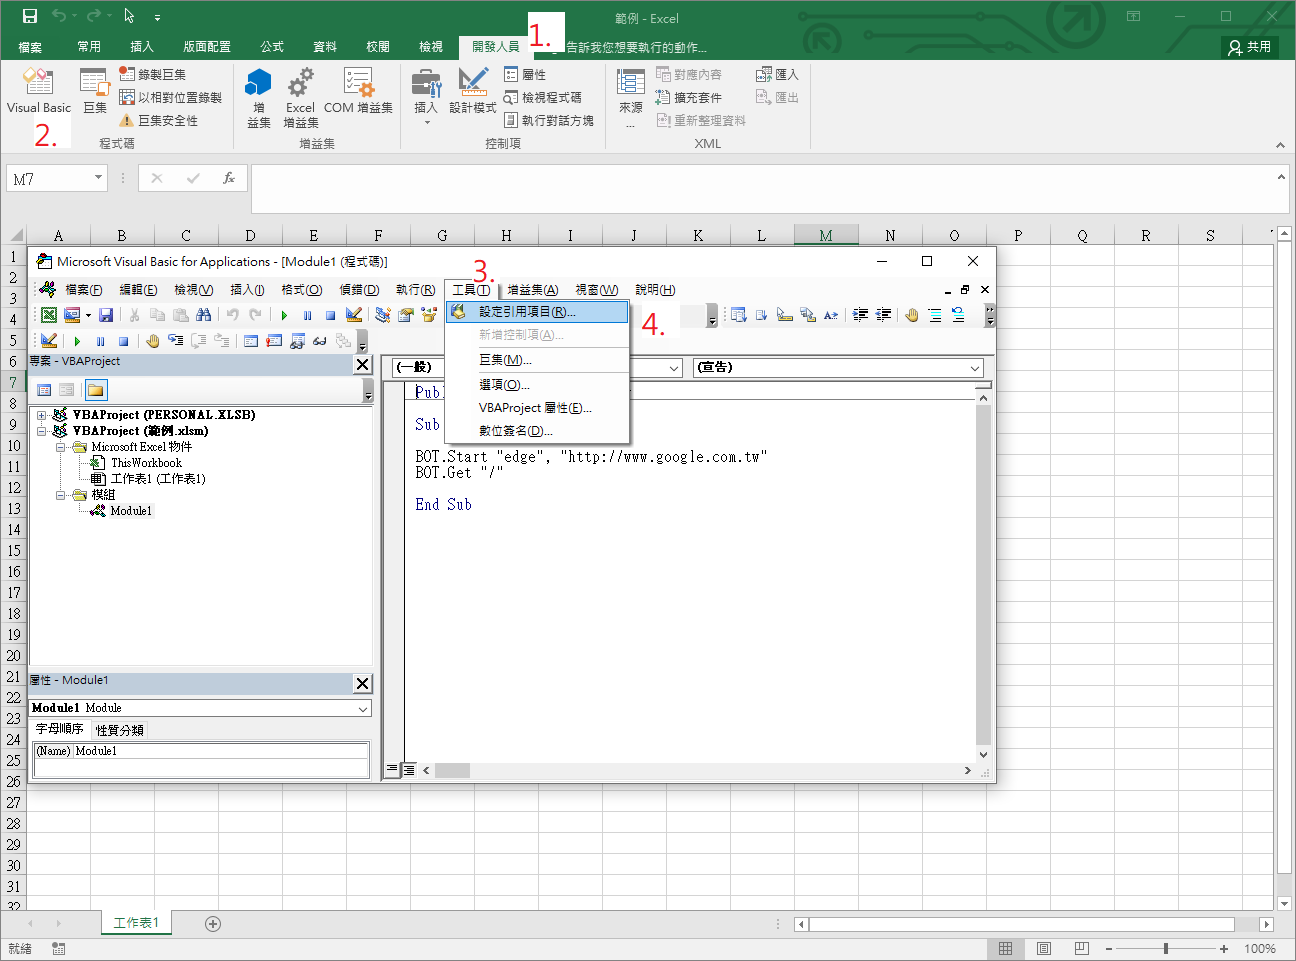 範例 - Excel
檔案 常用 插入 版面配置 公式 資料 校閱 檢視 開發人員 1. 告訴我您想要執行的動作... 共用
Visual Basic
2.
巨集
錄製巨集
以相對位置錄製
巨集安全性
程式碼
增
益集
Excel
增益集
COM 增益集
增益集
插入
設計模式
屬性
檢視程式碼
執行對話方塊
控制項
來源
...
對應內容
擴充套件
重新整理資料
匯入
匯出
XML
M7
fx
A B C D E F G H I J K L M N O P Q R S
1
2
3
4
5
6
7
8
9
10
11
12
13
14
15
16
17
18
19
20
21
22
23
24
25
26
27
28
29
30
31
32
Microsoft Visual Basic for Applications - [Module1 (程式碼)]
3.
檔案(F) 編輯(E) 檢視(V) 插入(I) 格式(O) 偵錯(D) 執行(R) 工具(T) 增益集(A) 視窗(W) 說明(H)
設定引用項目(R)...
4.
新增控制項(A)...
巨集(M)...
選項(O)...
VBAProject 屬性(E)...
數位簽名(D)...
專案 - VBAProject
VBAProject (PERSONAL.XLSB)
VBAProject (範例.xlsm)
Microsoft Excel 物件
ThisWorkbook
工作表1 (工作表1)
模組
Module1
屬性 - Module1
Module1 Module
字母順序 性質分類
(Name) Module1
(一般) (宣告)
Publ
Sub
BOT.Start "edge", "http://www.google.com.tw"
BOT.Get "/"
End Sub
工作表1
就緒
100%